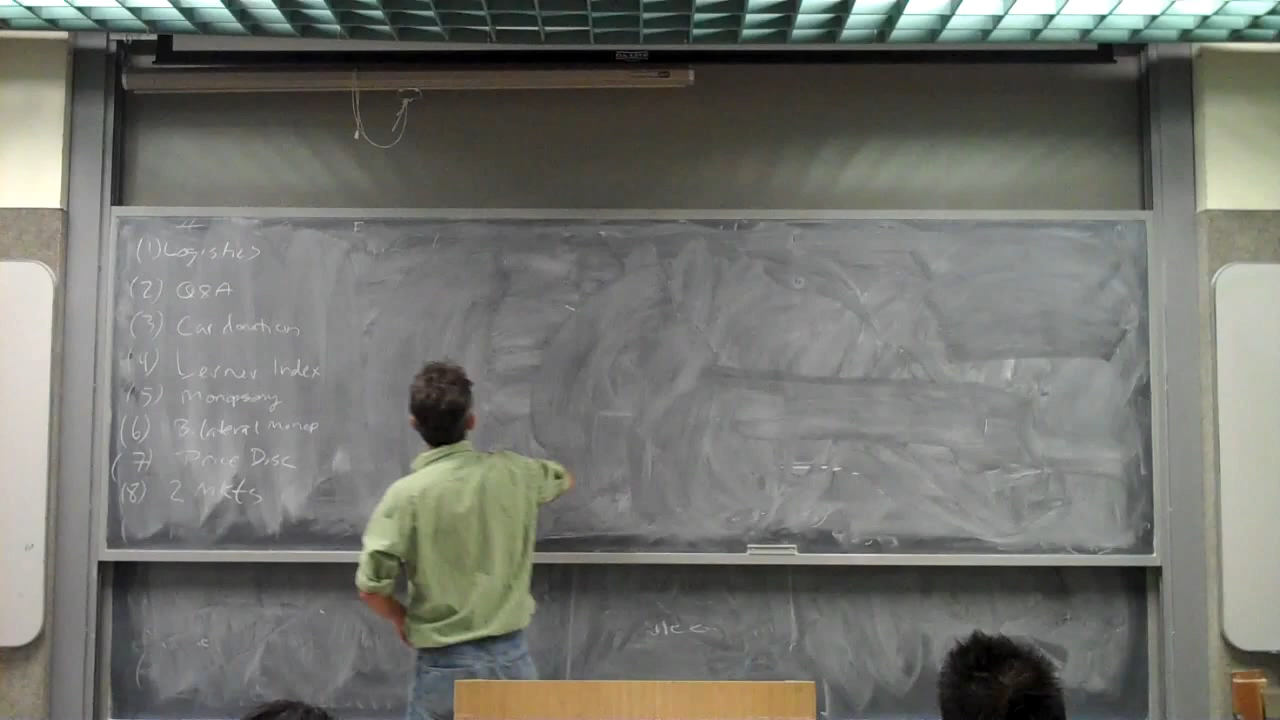 (1) Logistics
(2) Q&A
(3) Car donation
(4) Lerner Index
(5) Monopsony
(6) Bilateral Monop
(7) Price Disc
(8) 2 Mkts